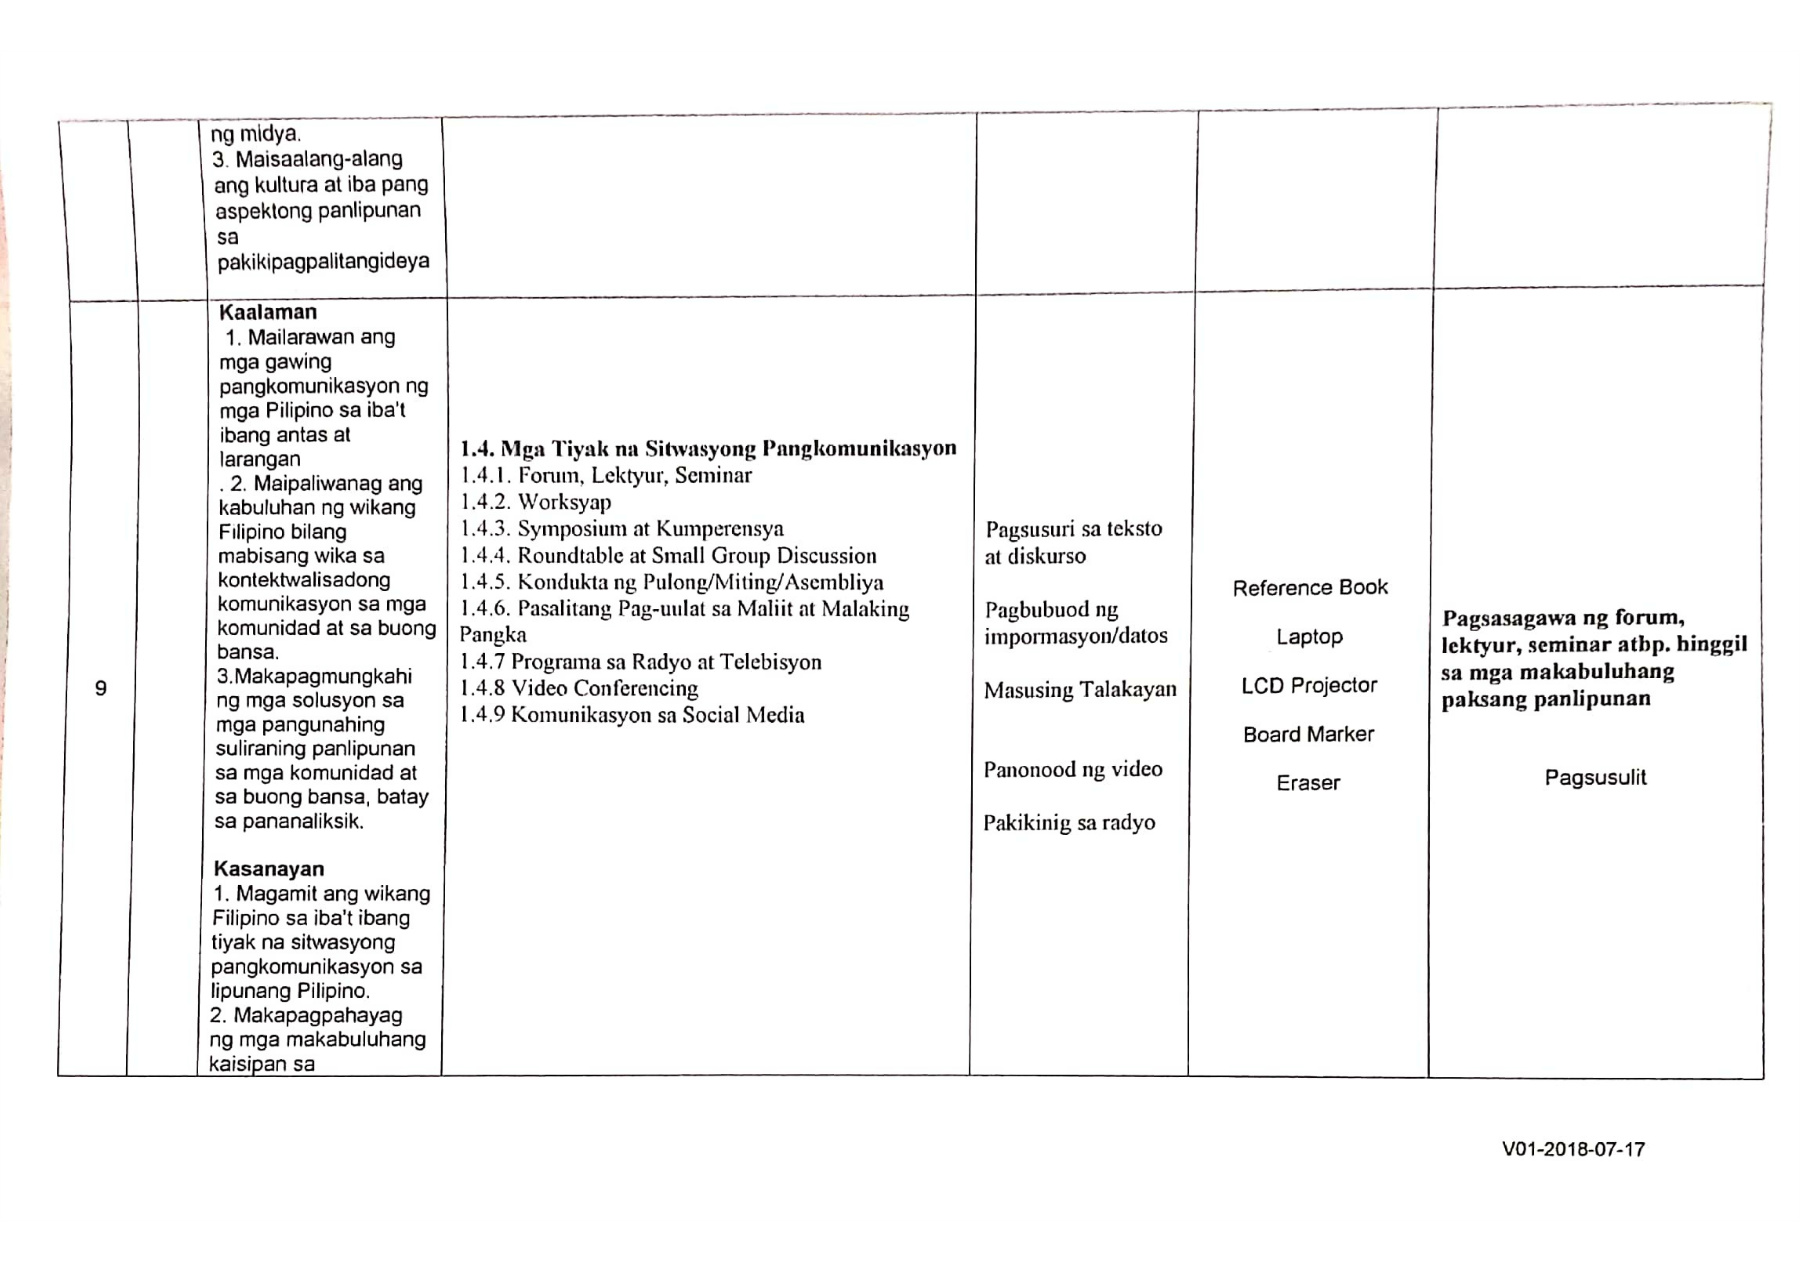 ng midya.
3. Maisaalang-alang
ang kultura at iba pang
aspektong panlipunan
sa
pakikipagpalitangideya
9
Kaalaman
1. Mailarawan ang
mga gawing
pangkomunikasyon ng
mga Pilipino sa iba't
ibang antas at
larangan
. 2. Maipaliwanag ang
kabuluhan ng wikang
Filipino bilang
mabisang wika sa
kontektwalisadong
komunikasyon sa mga
komunidad at sa buong
bansa.
3.Makapagmungkahi
ng mga solusyon sa
mga pangunahing
suliraning panlipunan
sa mga komunidad at
sa buong bansa, batay
sa pananaliksik.
Kasanayan
1. Magamit ang wikang
Filipino sa iba't ibang
tiyak na sitwasyong
pangkomunikasyon sa
lipunang Pilipino.
2. Makapagpahayag
ng mga makabuluhang
kaisipan sa
1.4. Mga Tiyak na Sitwasyong Pangkomunikasyon
1.4.1. Forum, Lektyur, Seminar
1.4.2. Worksyap
1.4.3. Symposium at Kumperensya
1.4.4. Roundtable at Small Group Discussion
1.4.5. Kondukta ng Pulong/Miting/Asembliya
1.4.6. Pasalitang Pag-uulat sa Maliit at Malaking
Pangka
1.4.7 Programa sa Radyo at Telebisyon
1.4.8 Video Conferencing
1.4.9 Komunikasyon sa Social Media
Pagsusuri sa teksto
at diskurso
Pagbubuod ng
impormasyon/datos
Masusing Talakayan
Panonood ng video
Pakikinig sa radyo
Reference Book
Laptop
LCD Projector
Board Marker
Eraser
Pagsasagawa ng forum,
lektyur, seminar atbp. hinggil
sa mga makabuluhang
paksang panlipunan
Pagsusulit
V01-2018-07-17